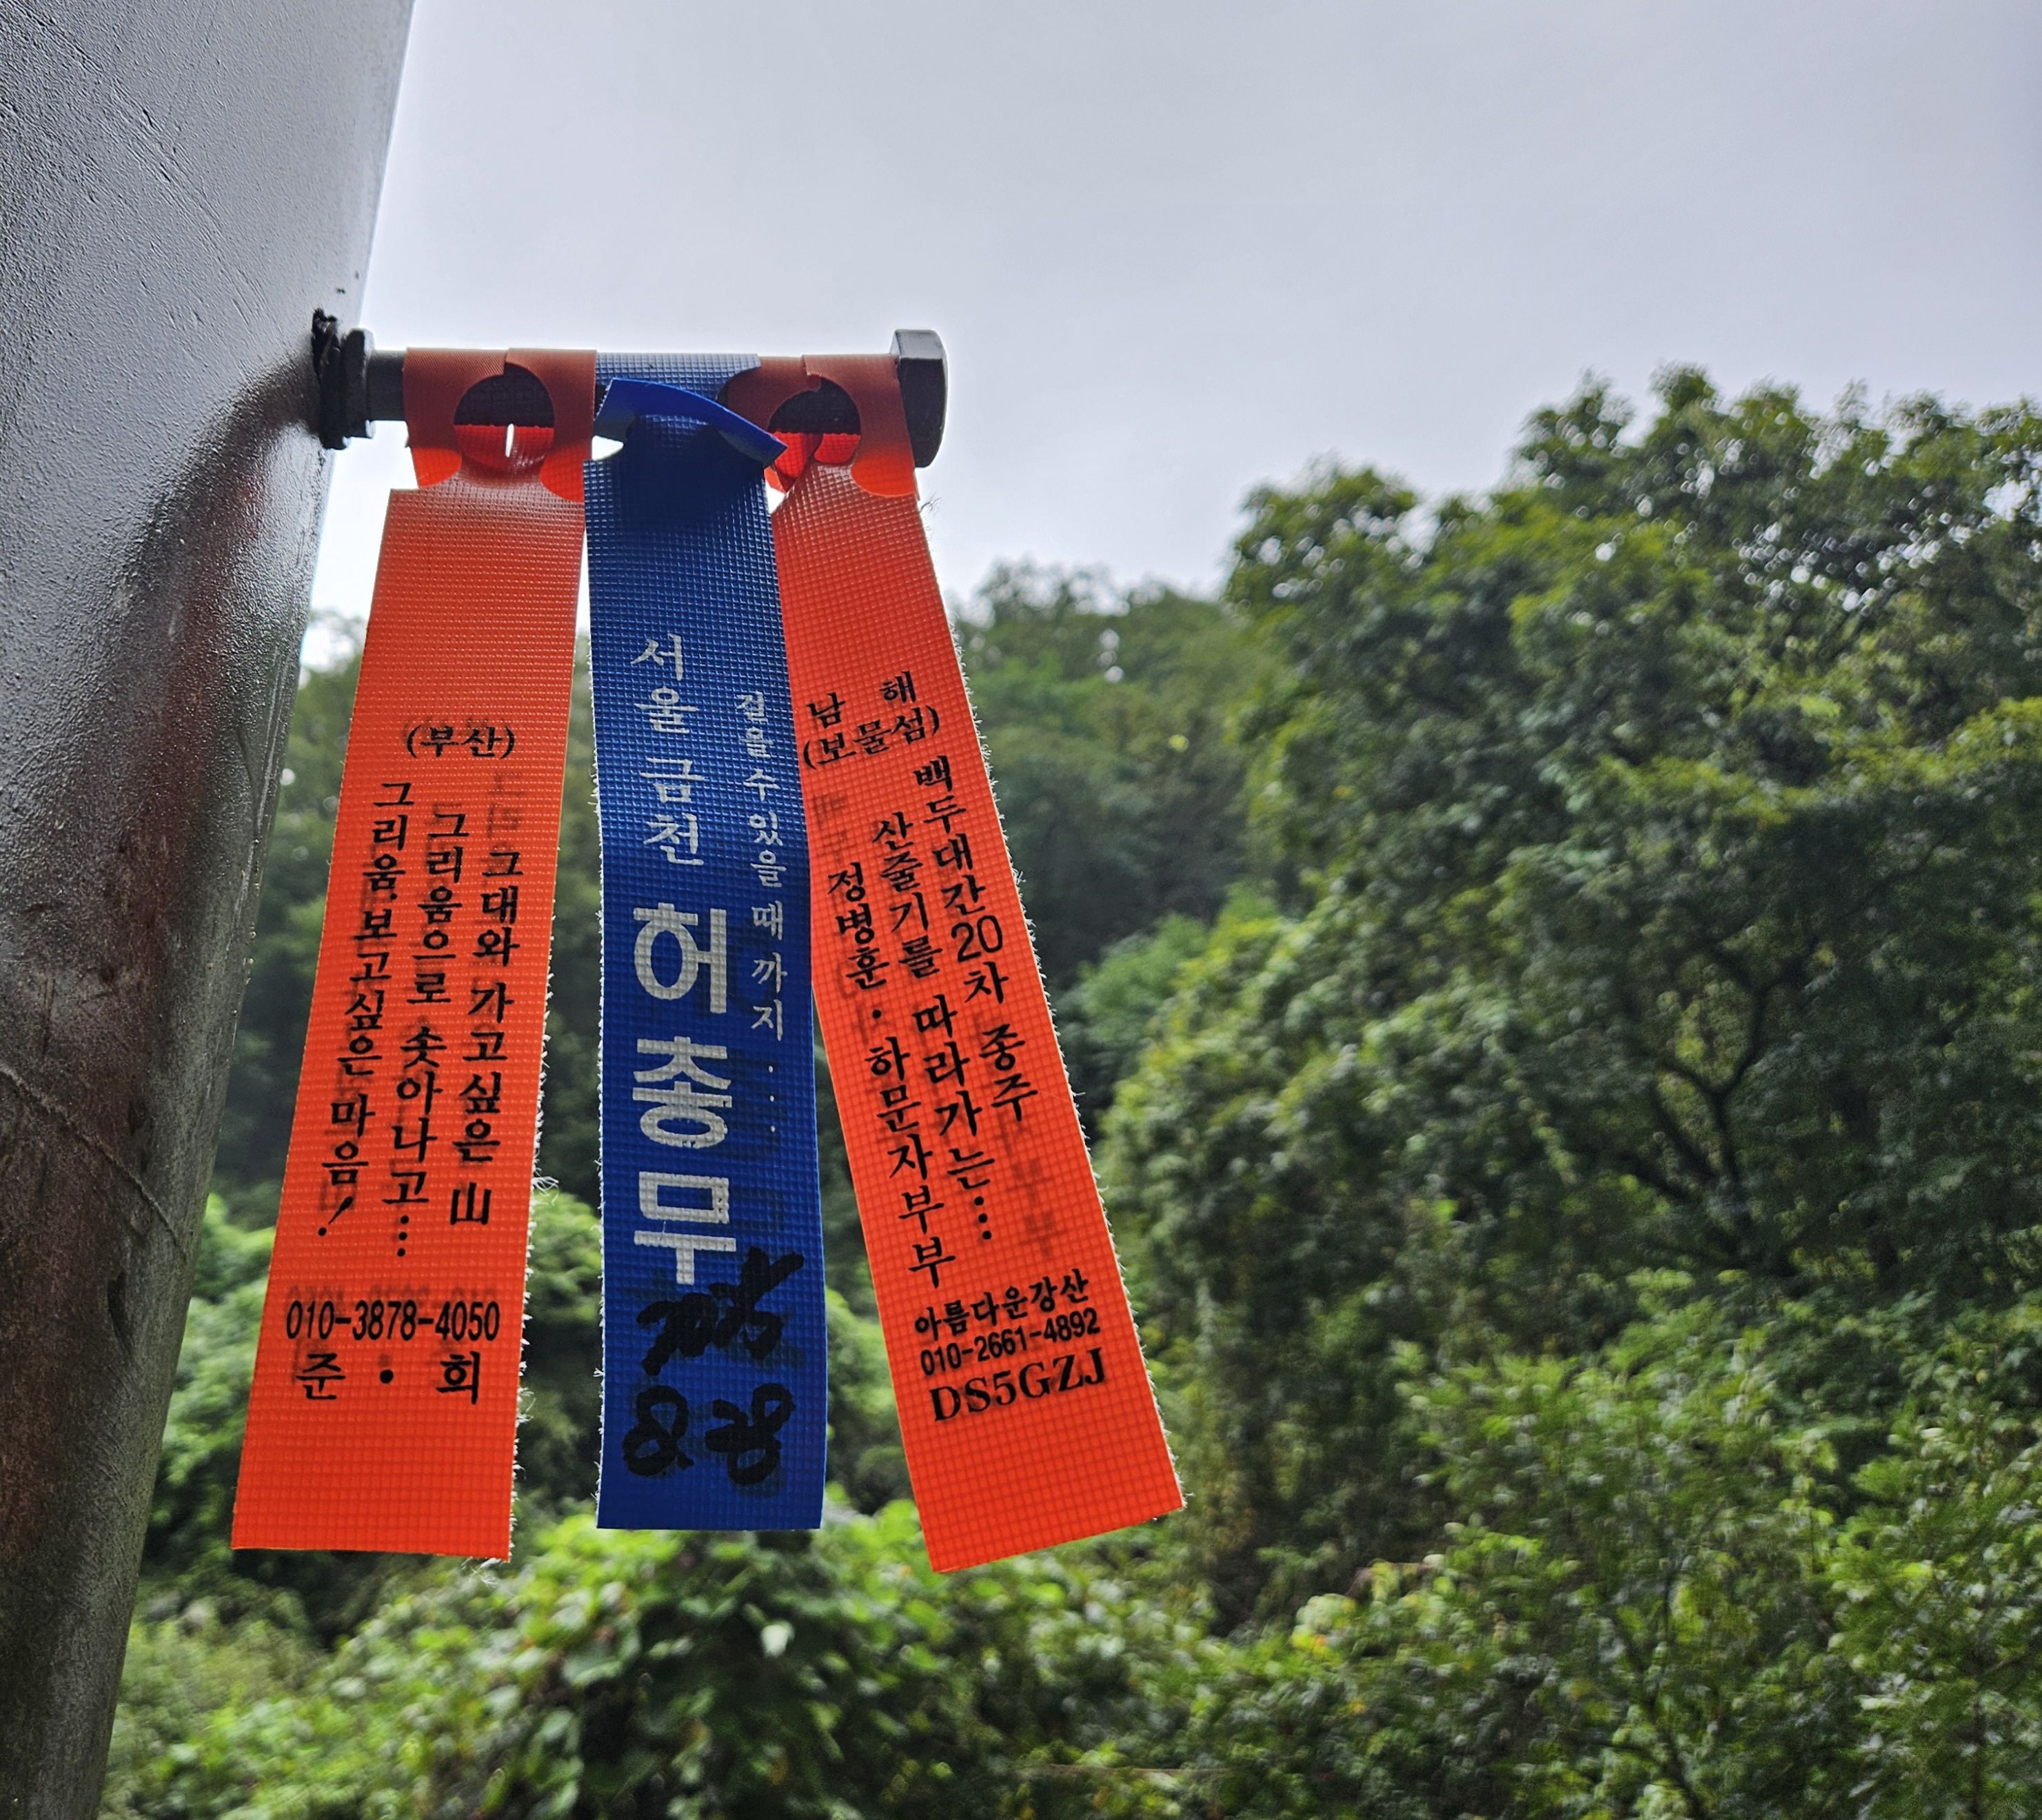 (부산)
그대와 가고싶은 山
그리움으로 솟아나고...
그리움.보고싶은 마음!
010-3878-4050
준 • 희
걸을 수 있을 때 까지....
서울 금천 허총무
남 해
(보물섬)
백두대간20차 종주
산줄기를 따라가는...
정병훈·하문자부부
아름다운강산
010-2661-4892
DS5GZJ